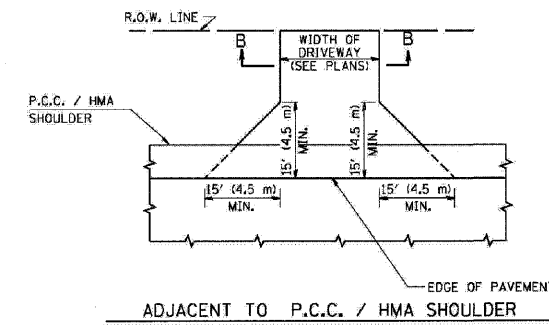 R.O.W. LINE
B
WIDTH OF
DRIVEWAY
(SEE PLANS)
B
P.C.C. / HMA
SHOULDER
15' (4.5 m)
MIN.
15' (4.5 m)
MIN.
15' (4.5 m)
MIN.
15' (4.5 m)
MIN.
EDGE OF PAVEMENT
ADJACENT TO P.C.C. / HMA SHOULDER